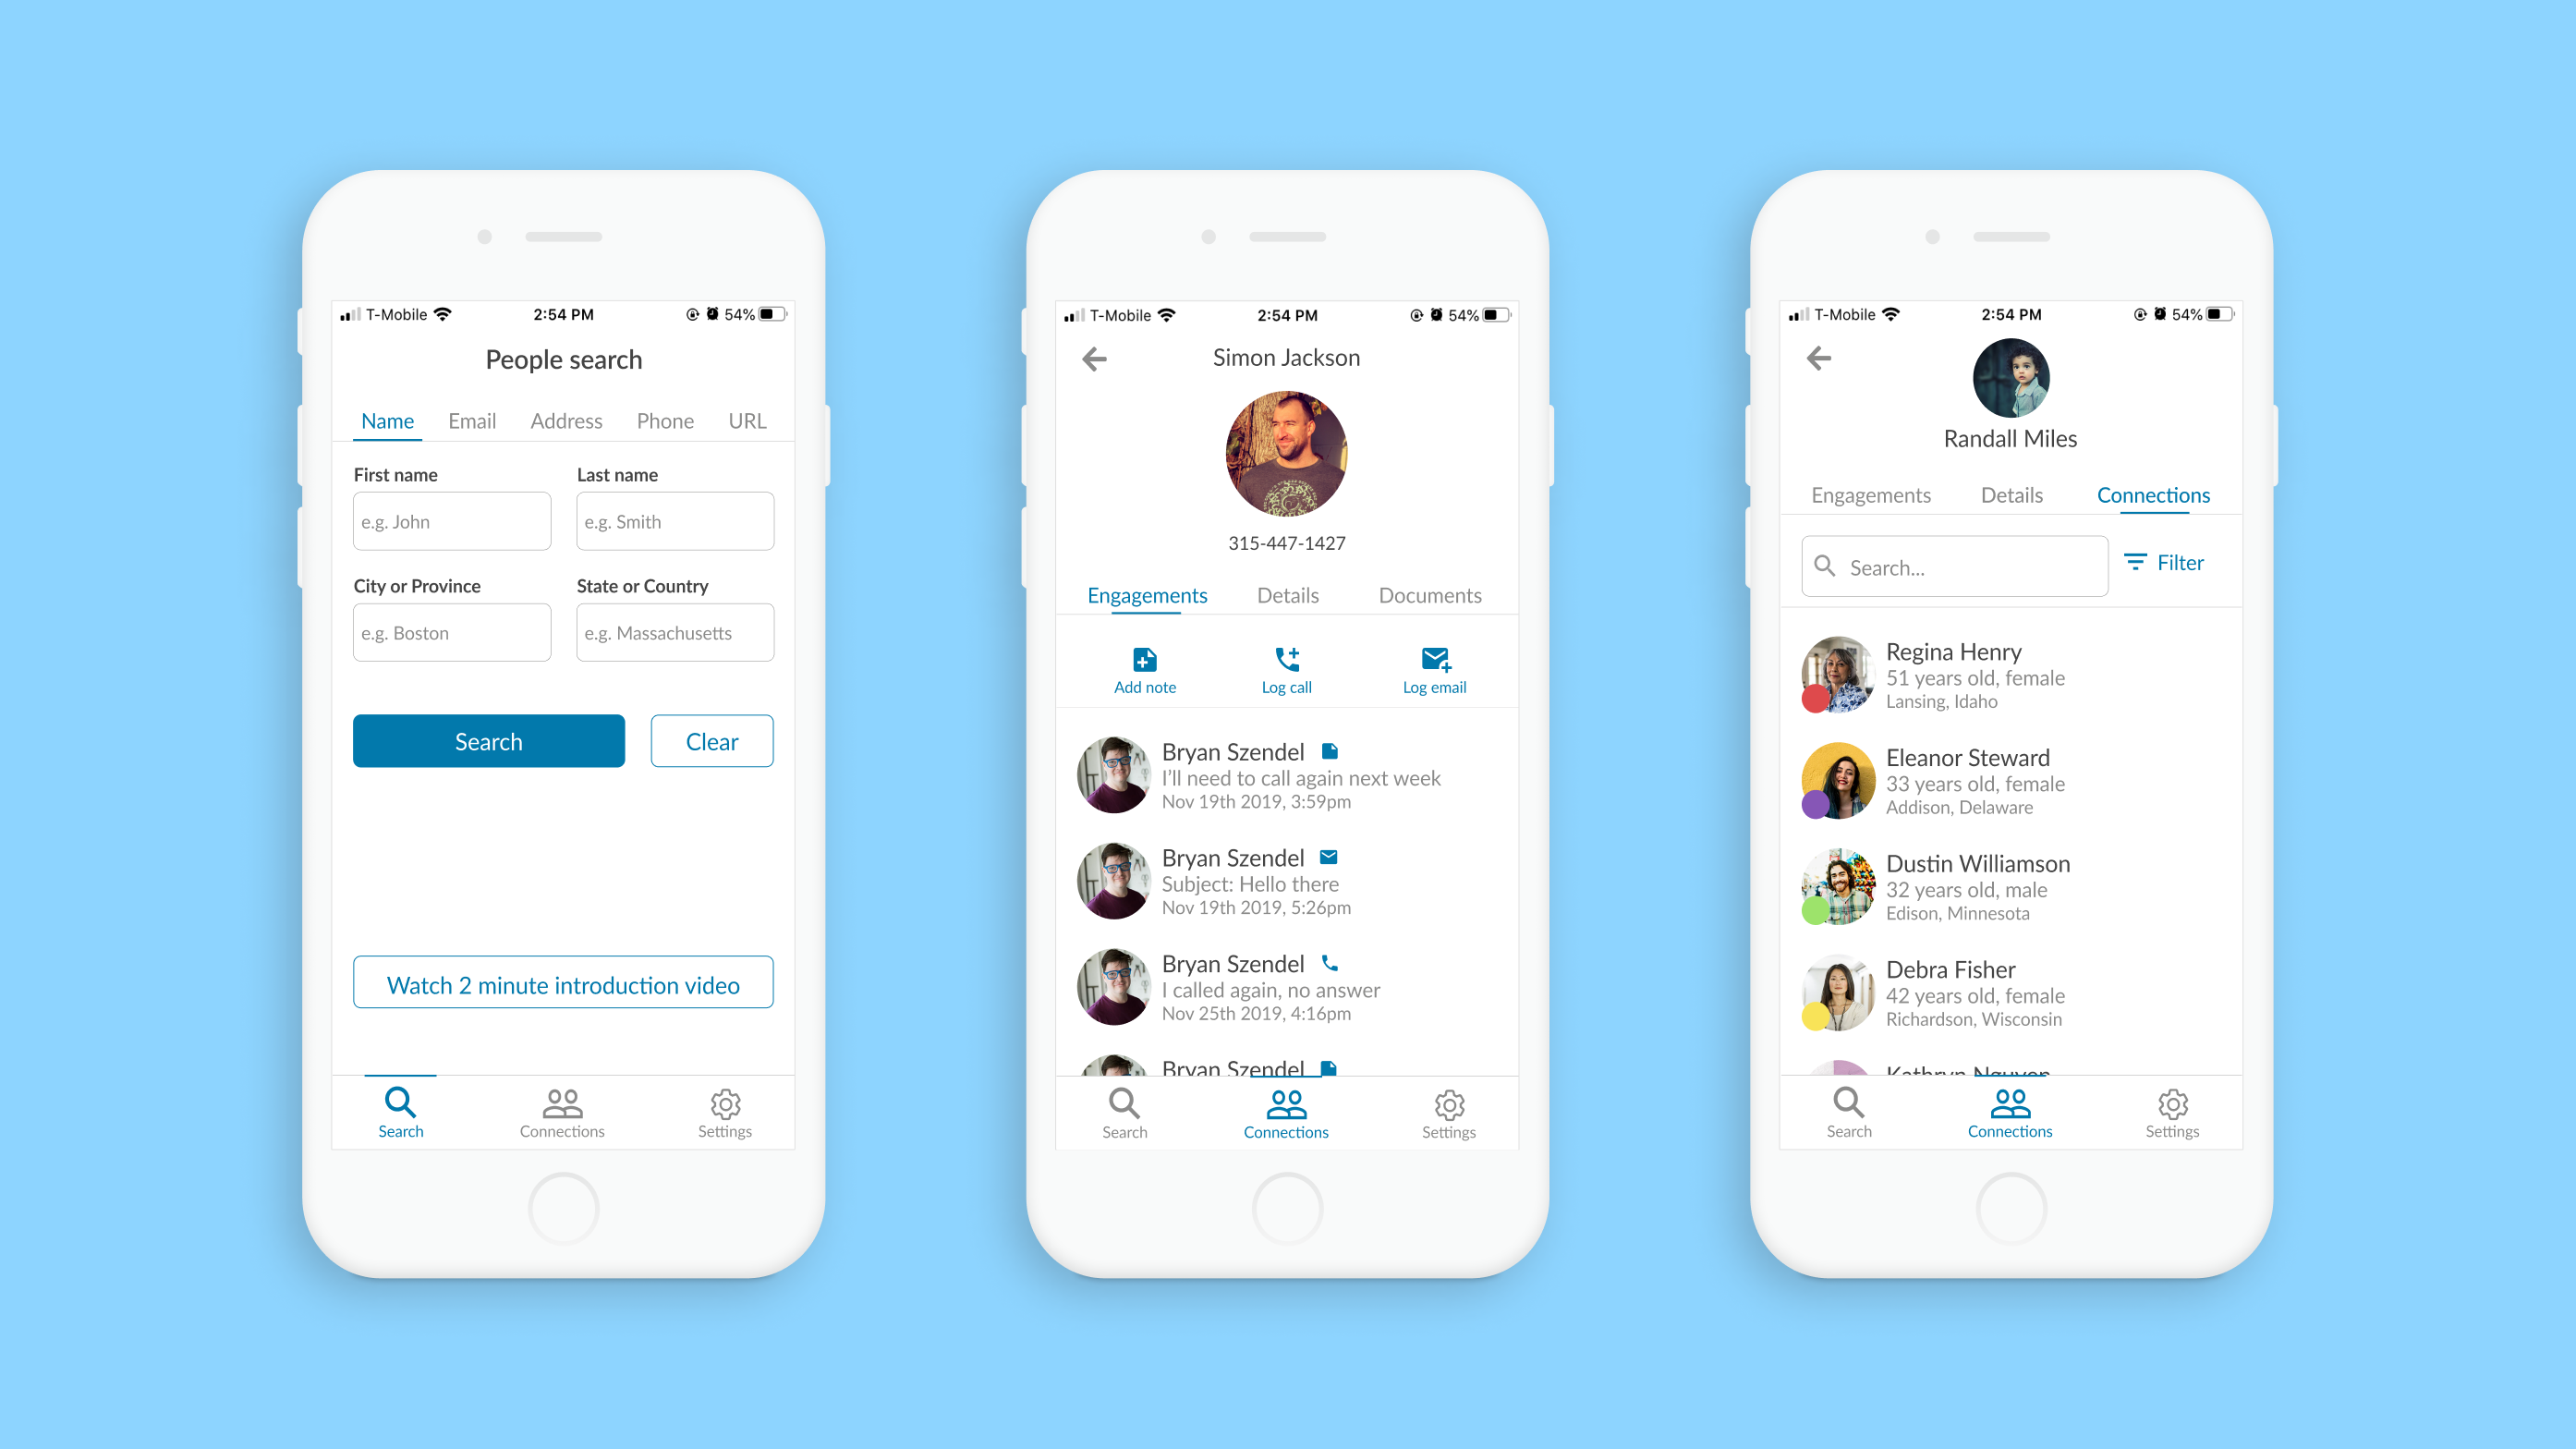 T-Mobile 2:54 PM 54%
People search
Name Email Address Phone URL
First name Last name
e.g. John e.g. Smith
City or Province State or Country
e.g. Boston e.g. Massachusetts
Search Clear
Watch 2 minute introduction video
Search Connections Settings
T-Mobile 2:54 PM 54%
Simon Jackson
315-447-1427
Engagements Details Documents
Add note Log call Log email
Bryan Szendel
I'll need to call again next week
Nov 19th 2019, 3:59pm
Bryan Szendel
Subject: Hello there
Nov 19th 2019, 5:26pm
Bryan Szendel
I called again, no answer
Nov 25th 2019, 4:16pm
Bryan Szendel
Search Connections Settings
T-Mobile 2:54 PM 54%
Randall Miles
Engagements Details Connections
Search... Filter
Regina Henry
51 years old, female
Lansing, Idaho
Eleanor Steward
33 years old, female
Addison, Delaware
Dustin Williamson
32 years old, male
Edison, Minnesota
Debra Fisher
42 years old, female
Richardson, Wisconsin
Kathryn Nguyen
Search Connections Settings